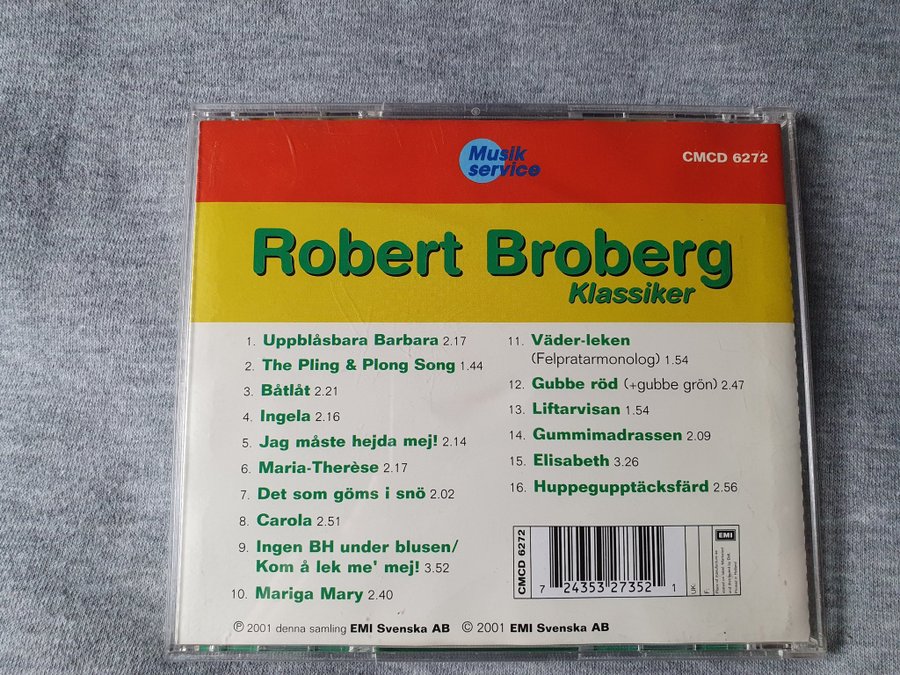 Musik
service
CMCD 6272
Robert Broberg
Klassiker
1. Uppblåsbara Barbara 2.17
2. The Pling & Plong Song 1.44
3. Båtlåt 2.21
4. Ingela 2.16
5. Jag måste hejda mej! 2.14
6. Maria-Therèse 2.17
7. Det som göms i snö 2.02
8. Carola 2.51
9. Ingen BH under blusen/
Kom å lek me' mej! 3.52
10. Mariga Mary 2.40
11. Väder-leken
(Felpratarmonolog) 1.54
12. Gubbe röd (+gubbe grön) 2.47
13. Liftarvisan 1.54
14. Gummimadrassen 2.09
15. Elisabeth 3.26
16. Huppegupptäcksfärd 2.56
CMCD 6272
7 24353 27352 1
UK:
F:
EMI
℗ 2001 denna samling EMI Svenska AB © 2001 EMI Svenska AB